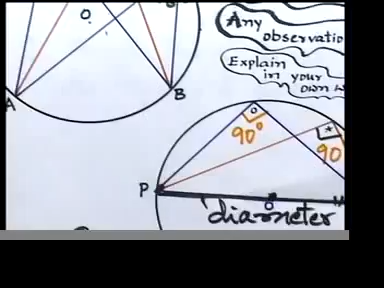 Any
observatio
Explain
in your
own w
O
A
B
90°
90
P
O
diameter